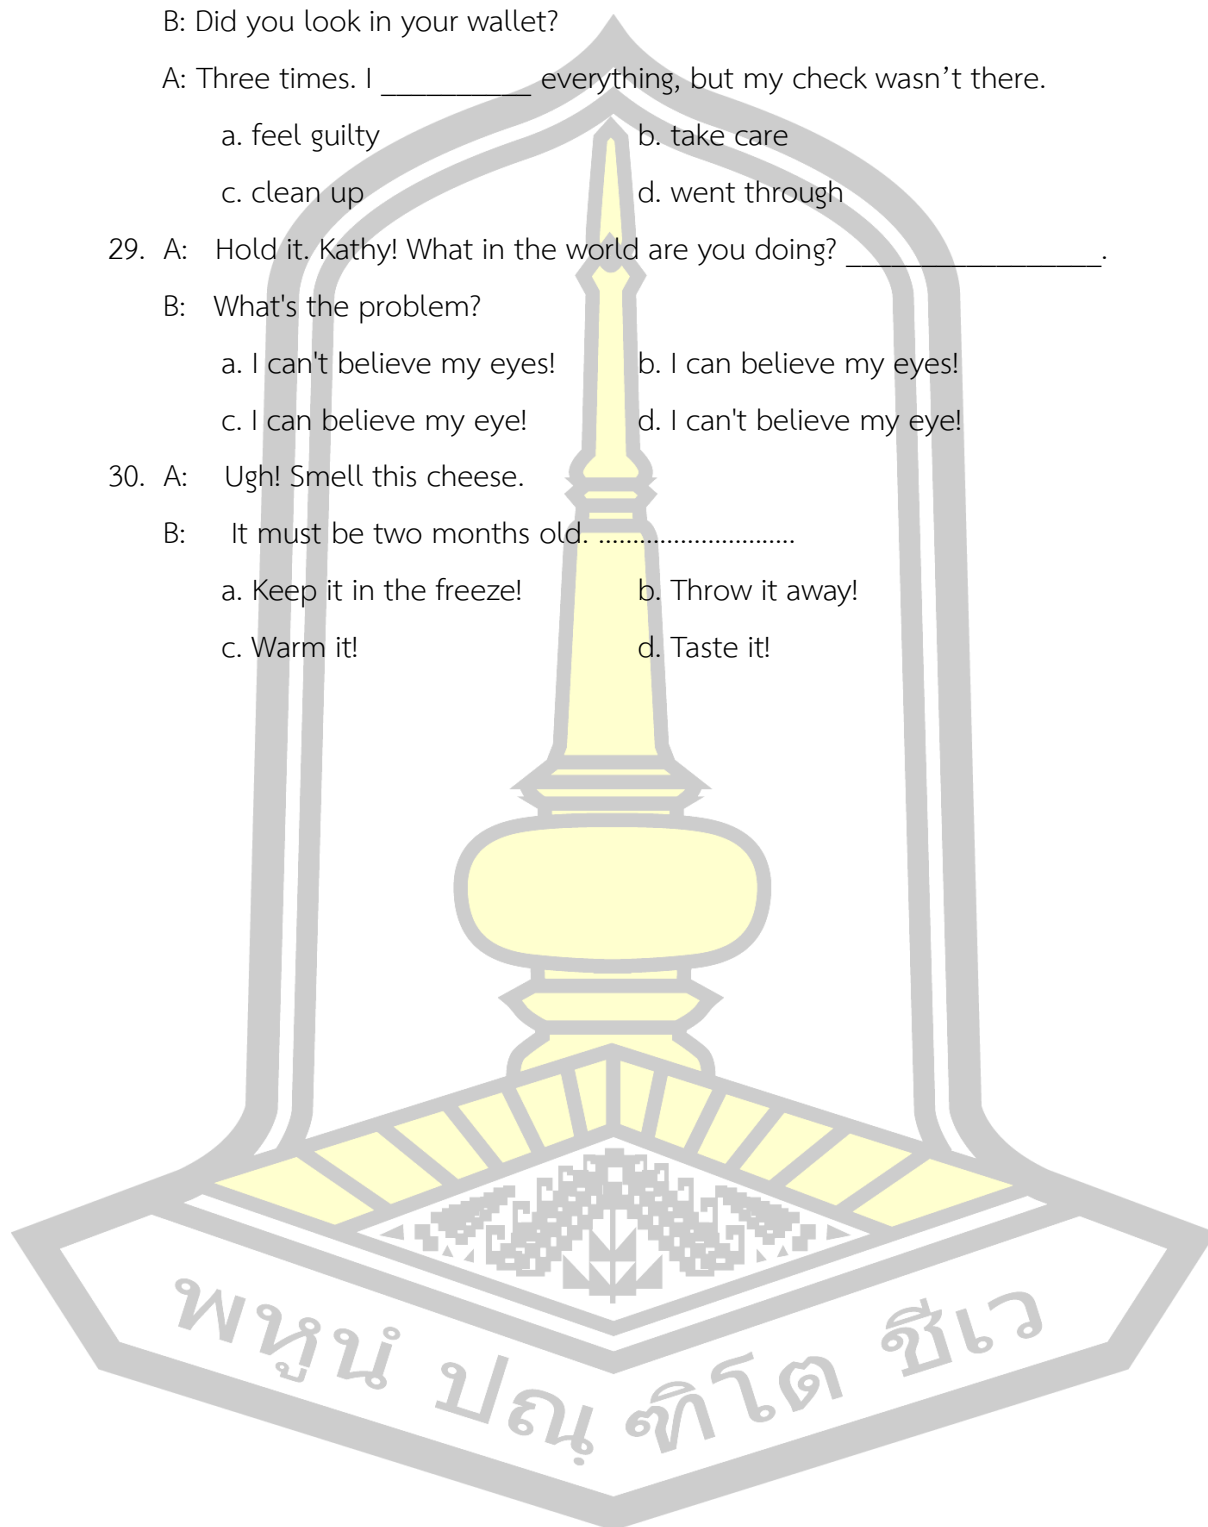 B: Did you look in your wallet?
A: Three times. I __________ everything, but my check wasn’t there.
a. feel guilty b. take care
c. clean up d. went through
29. A: Hold it. Kathy! What in the world are you doing? _________________.
B: What's the problem?
a. I can't believe my eyes! b. I can believe my eyes!
c. I can believe my eye! d. I can't believe my eye!
30. A: Ugh! Smell this cheese.
B: It must be two months old. .............................
a. Keep it in the freeze! b. Throw it away!
c. Warm it! d. Taste it!
พหูนํ ปณฺ ฑิโต ชีเว